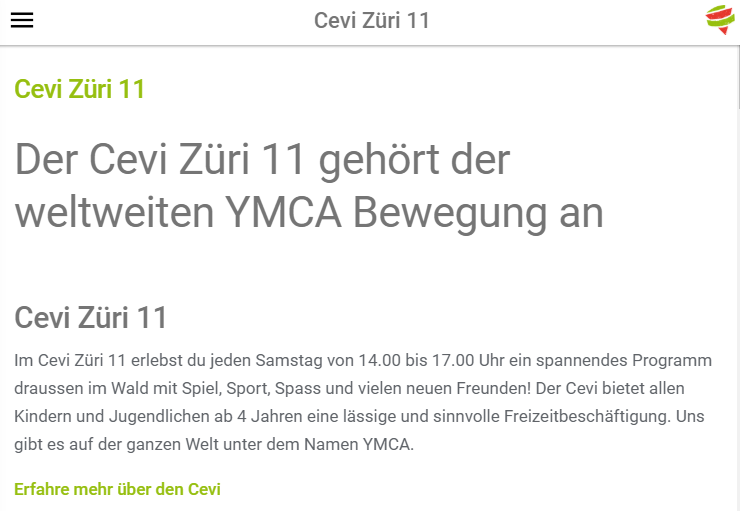 Cevi Züri 11
Cevi Züri 11
Der Cevi Züri 11 gehört der
weltweiten YMCA Bewegung an
Cevi Züri 11
Im Cevi Züri 11 erlebst du jeden Samstag von 14.00 bis 17.00 Uhr ein spannendes Programm
draussen im Wald mit Spiel, Sport, Spass und vielen neuen Freunden! Der Cevi bietet allen
Kindern und Jugendlichen ab 4 Jahren eine lässige und sinnvolle Freizeitbeschäftigung. Uns
gibt es auf der ganzen Welt unter dem Namen YMCA.
Erfahre mehr über den Cevi